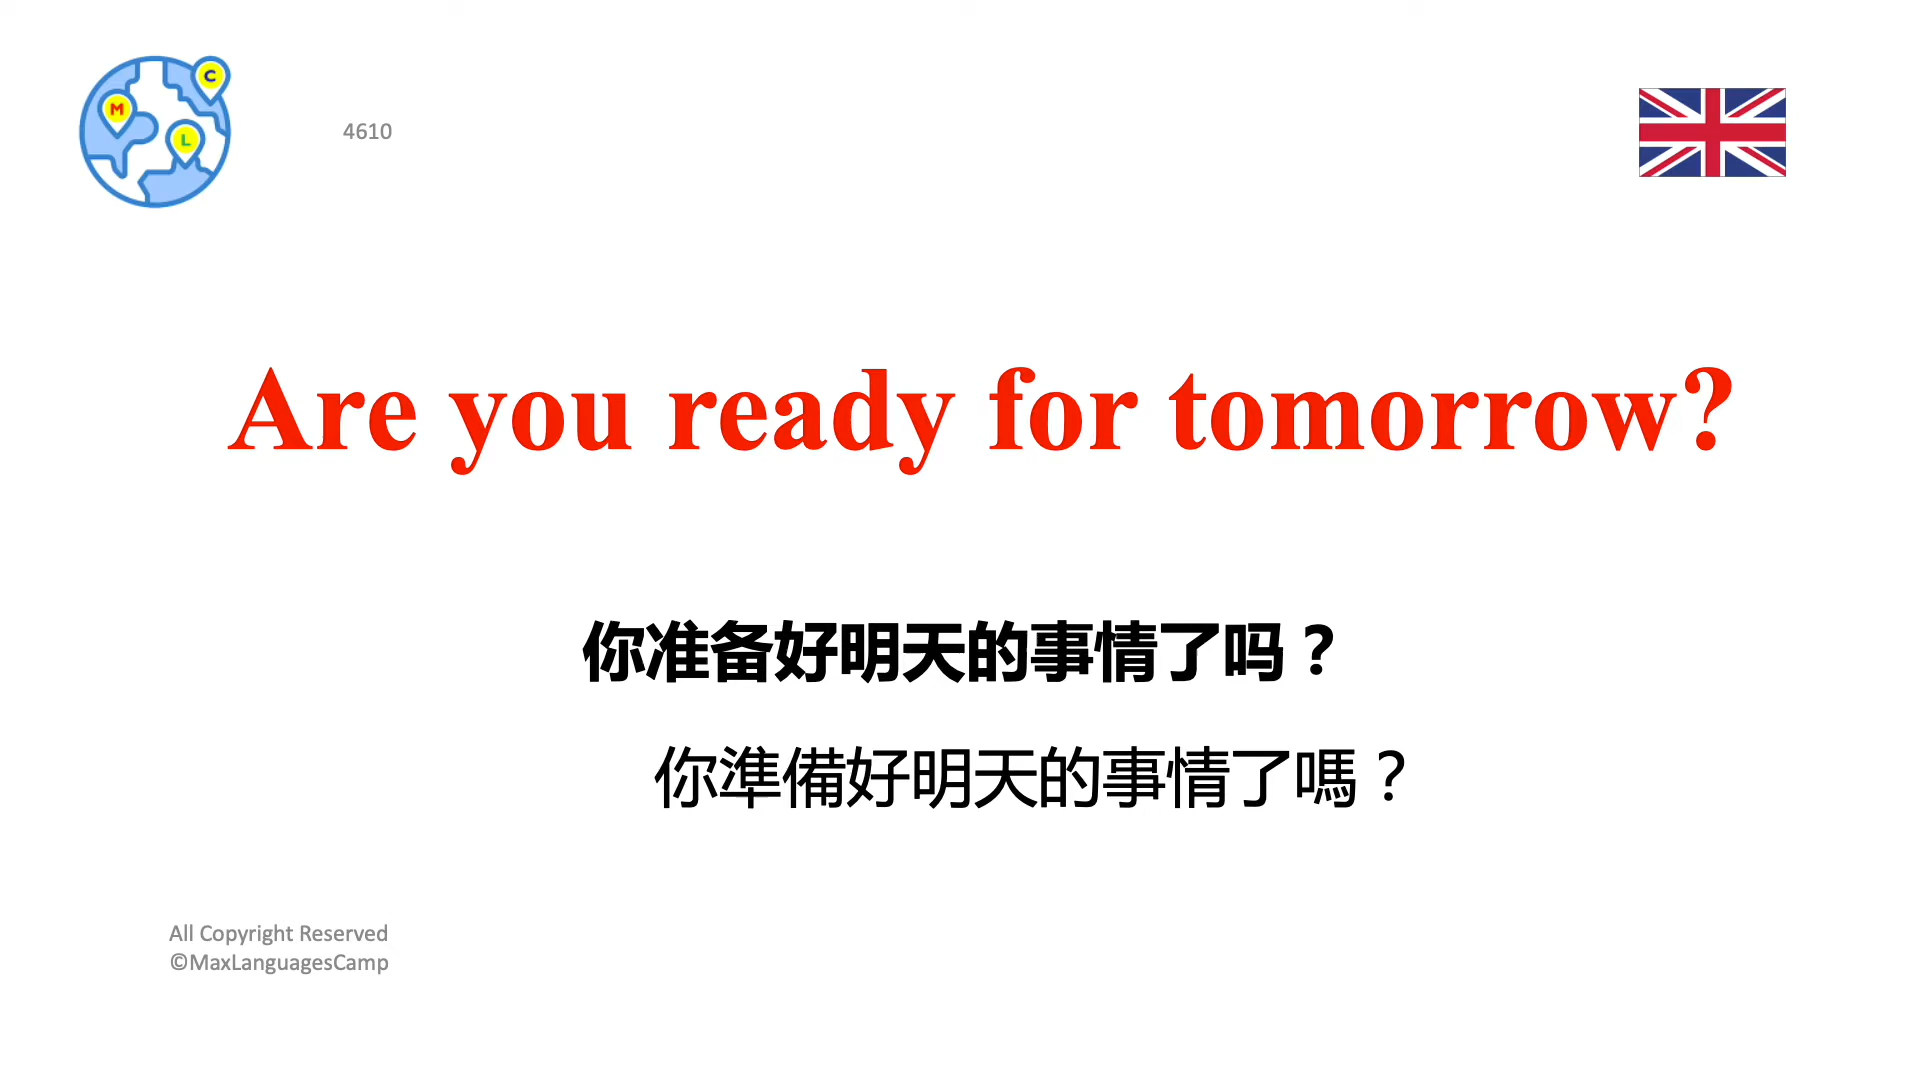 C
M
L
4610
Are you ready for tomorrow?
你准备好明天的事情了吗？
你準備好明天的事情了嗎？
All Copyright Reserved
©MaxLanguagesCamp